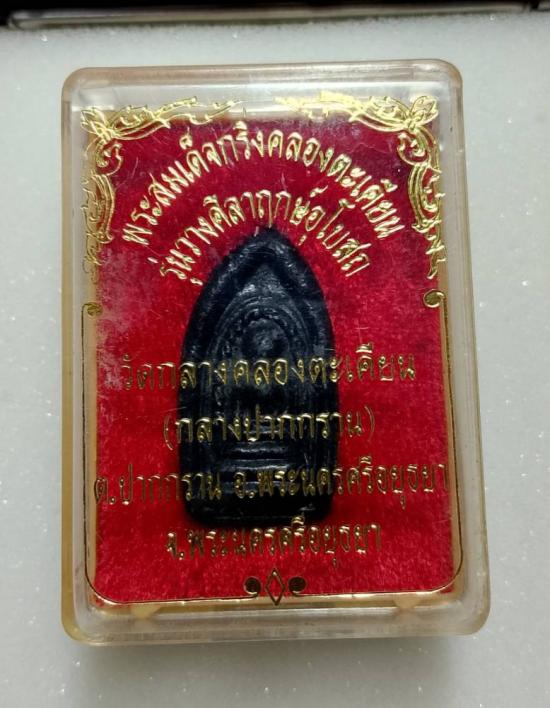 พระสมเด็จกริ่งคลองตะเคียน
รุ่นวางศิลาฤกษ์อุโบสถ
วัดกลางคลองตะเคียน
(กลางปากกราน)
ต.ปากกราน อ.พระนครศรีอยุธยา
จ.พระนครศรีอยุธยา